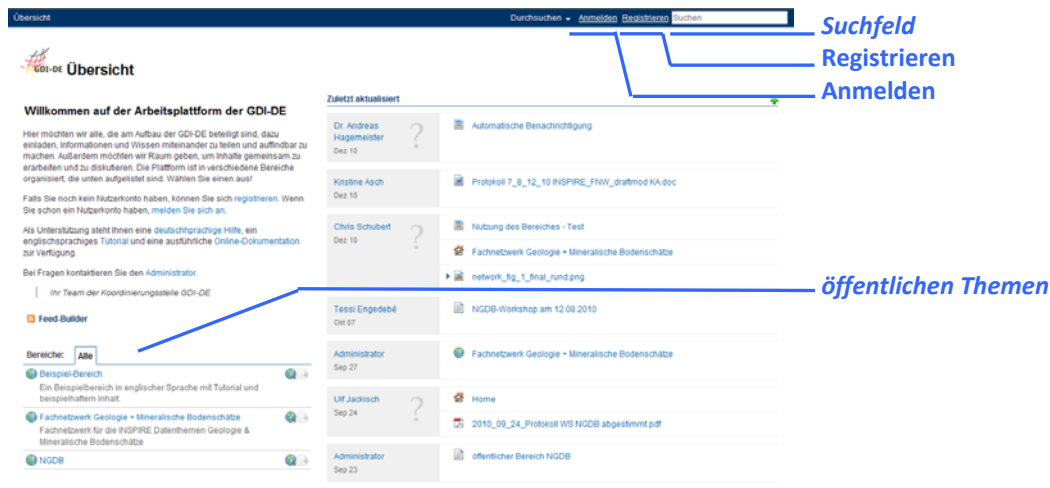 Übersicht
Durchsuchen Anmelden Registrieren Suchen
Suchfeld
Registrieren
Anmelden
GDI-DE Übersicht
Willkommen auf der Arbeitsplattform der GDI-DE
Hier möchten wir alle, die am Aufbau der GDI-DE beteiligt sind, dazu
einladen, Informationen und Wissen miteinander zu teilen und auffindbar zu
machen. Außerdem möchten wir Raum geben, um Inhalte gemeinsam zu
erarbeiten und zu diskutieren. Die Plattform ist in verschiedene Bereiche
organisiert, die unten aufgelistet sind. Wählen Sie einen aus!
Falls Sie noch kein Nutzerkonto haben, können Sie sich registrieren. Wenn
Sie schon ein Nutzerkonto haben, melden Sie sich an.
Als Unterstützung steht Ihnen eine deutschhprachige Hilfe, ein
englischsprachiges Tutorial und eine ausführliche Online-Dokumentation
zur Verfügung.
Bei Fragen kontaktieren Sie den Administrator.
Ihr Team der Koordinierungsstelle GDI-DE
Feed-Builder
Bereiche: Alle
Beispiel-Bereich
Ein Beispielbereich in englischer Sprache mit Tutorial und
beispielhaftem Inhalt.
Fachnetzwerk Geologie + Mineralische Bodenschätze
Fachnetzwerk für die INSPIRE Datenthemen Geologie &
Mineralische Bodenschätze
NGDB
Zuletzt aktualisiert
Dr. Andreas
Hagemeister
Dez 10
Automatische Benachrichtigung
Kristine Asch
Dez 10
Protokoll 7_8_12_10 INSPIRE_FNW_draftmod KA.doc
Chris Schubert
Dez 10
Nutzung des Bereiches - Test
Fachnetzwerk Geologie + Mineralische Bodenschätze
network_fig_1_final_rund.png
öffentlichen Themen
Tessi Engedebé
Okt 07
NGDB-Workshop am 12.08.2010
Administrator
Sep 27
Fachnetzwerk Geologie + Mineralische Bodenschätze
Ulf Jackisch
Sep 24
Home
2010_09_24_Protokoll WS NGDB abgestimmt.pdf
Administrator
Sep 23
öffentlicher Bereich NGDB